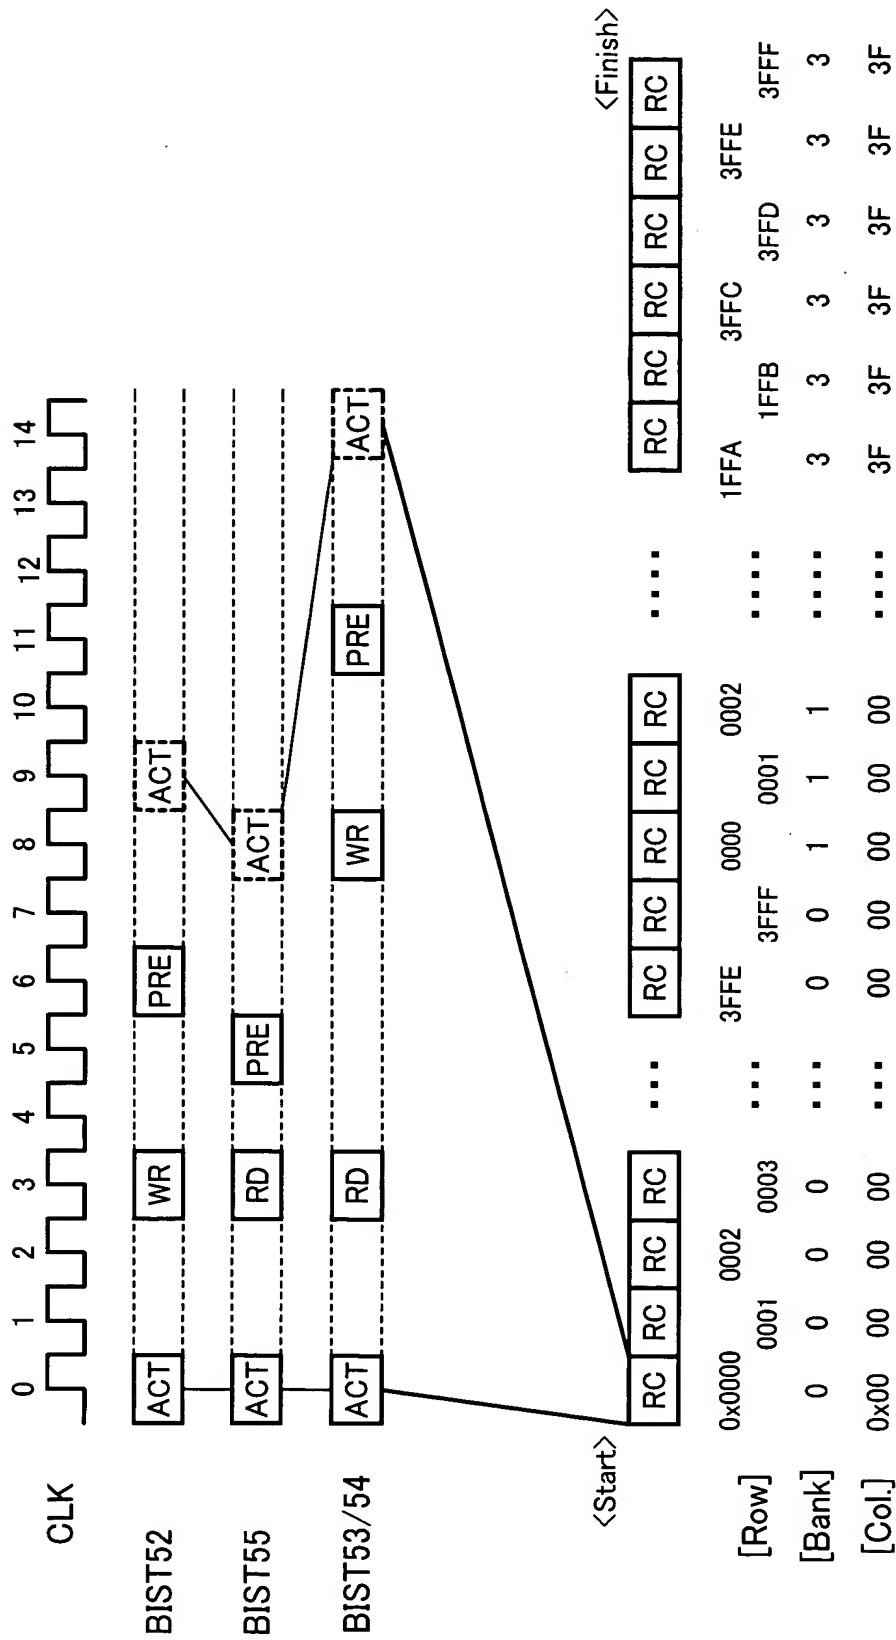 CLK 0 1 2 3 4 5 6 7 8 9 10 11 12 13 14
BIST52 ACT WR PRE ACT
BIST55 ACT RD PRE ACT
BIST53/54 ACT RD WR PRE ACT
<Start> <Finish>
RC RC RC RC ... RC RC RC RC RC .... RC RC RC RC RC RC
[Row] 0x0000 0001 0002 0003 ... 3FFE 3FFF 0000 0001 0002 .... 1FFA 1FFB 3FFC 3FFD 3FFE 3FFF
[Bank] 0 0 0 0 ... 0 0 1 1 1 .... 3 3 3 3 3 3
[Col.] 0x00 00 00 00 ... 00 00 00 00 00 .... 3F 3F 3F 3F 3F 3F